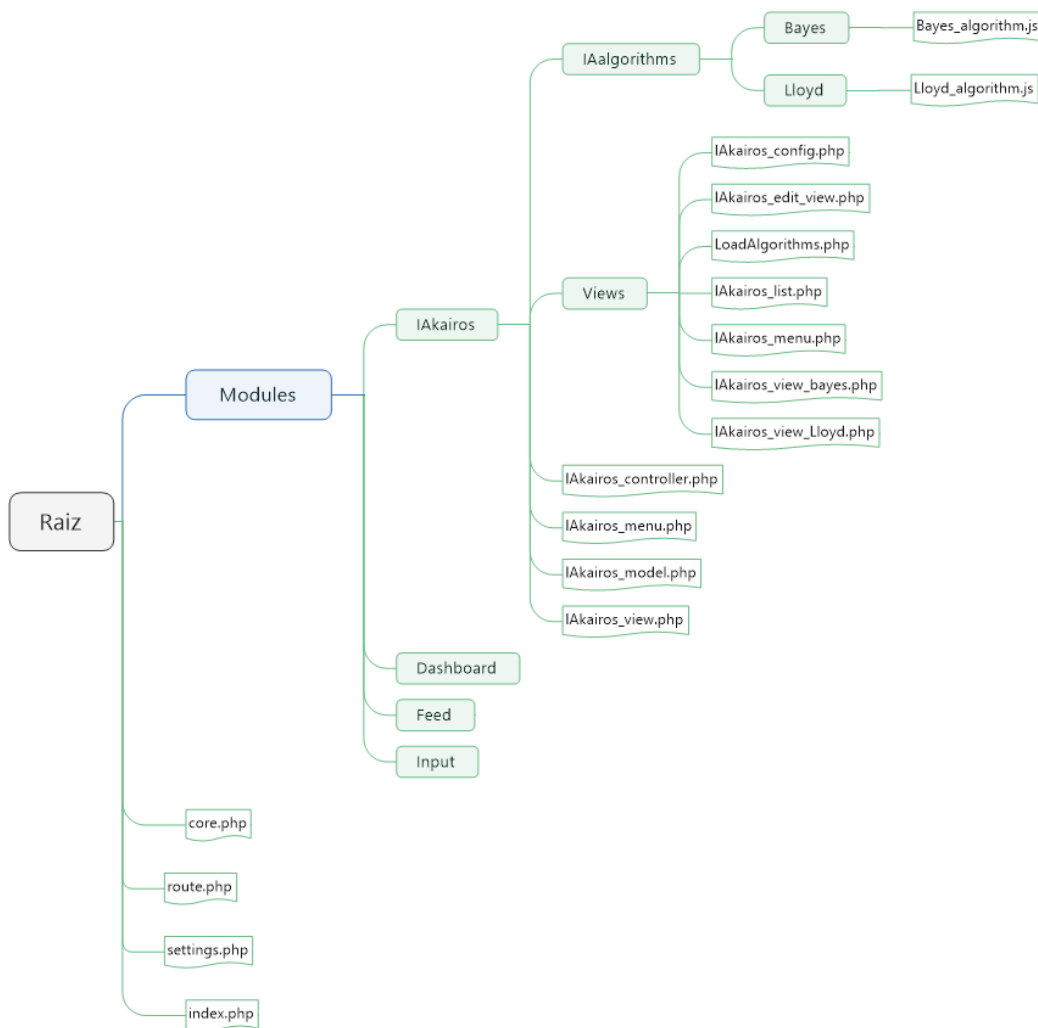 Bayes
Bayes_algorithm.js
IAalgorithms
Lloyd
Lloyd_algorithm.js
IAkairos_config.php
IAkairos_edit_view.php
LoadAlgorithms.php
Views
IAkairos_list.php
IAkairos
IAkairos_menu.php
IAkairos_view_bayes.php
Modules
IAkairos_view_Lloyd.php
IAkairos_controller.php
Raiz
IAkairos_menu.php
IAkairos_model.php
IAkairos_view.php
Dashboard
Feed
Input
core.php
route.php
settings.php
index.php